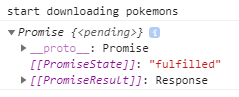 start downloading pokemons
▼ Promise {<pending>} i
▶ __proto__: Promise
[[PromiseState]]: "fulfilled"
▶ [[PromiseResult]]: Response